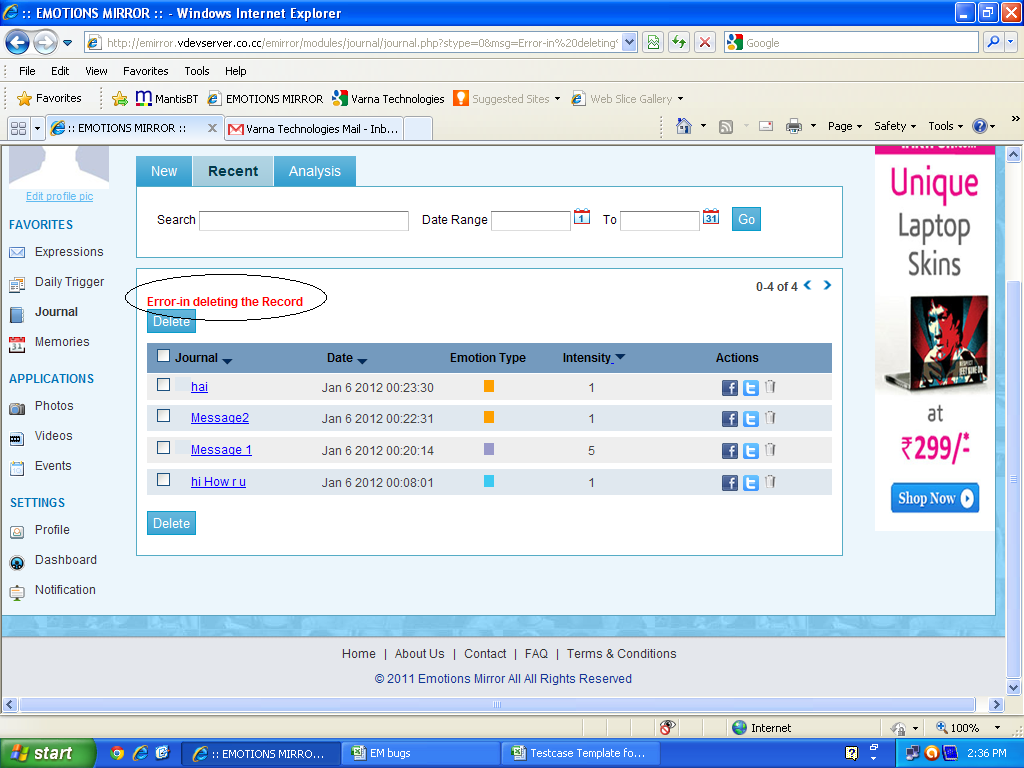 :: EMOTIONS MIRROR :: - Windows Internet Explorer
http://emirror.vdevserver.co.cc/emirror/modules/journal/journal.php?stype=0&msg=Error-in%20deleting
Google
File Edit View Favorites Tools Help
Favorites MantisBT EMOTIONS MIRROR Varna Technologies Suggested Sites Web Slice Gallery
:: EMOTIONS MIRROR :: Varna Technologies Mail - Inb... Page Safety Tools
Edit profile pic
FAVORITES
Expressions
Daily Trigger
Journal
Memories
APPLICATIONS
Photos
Videos
Events
SETTINGS
Profile
Dashboard
Notification
New Recent Analysis
Search Date Range 1 To 31 Go
0-4 of 4
Error-in deleting the Record
Delete
Journal Date Emotion Type Intensity Actions
hai Jan 6 2012 00:23:30 1
Message2 Jan 6 2012 00:22:31 1
Message 1 Jan 6 2012 00:20:14 5
hi How r u Jan 6 2012 00:08:01 1
Delete
Unique
Laptop
Skins
at
₹299/-*
Shop Now
Home | About Us | Contact | FAQ | Terms & Conditions
© 2011 Emotions Mirror All All Rights Reserved
Internet 100%
start :: EMOTIONS MIRRO... EM bugs Testcase Template fo... 2:36 PM